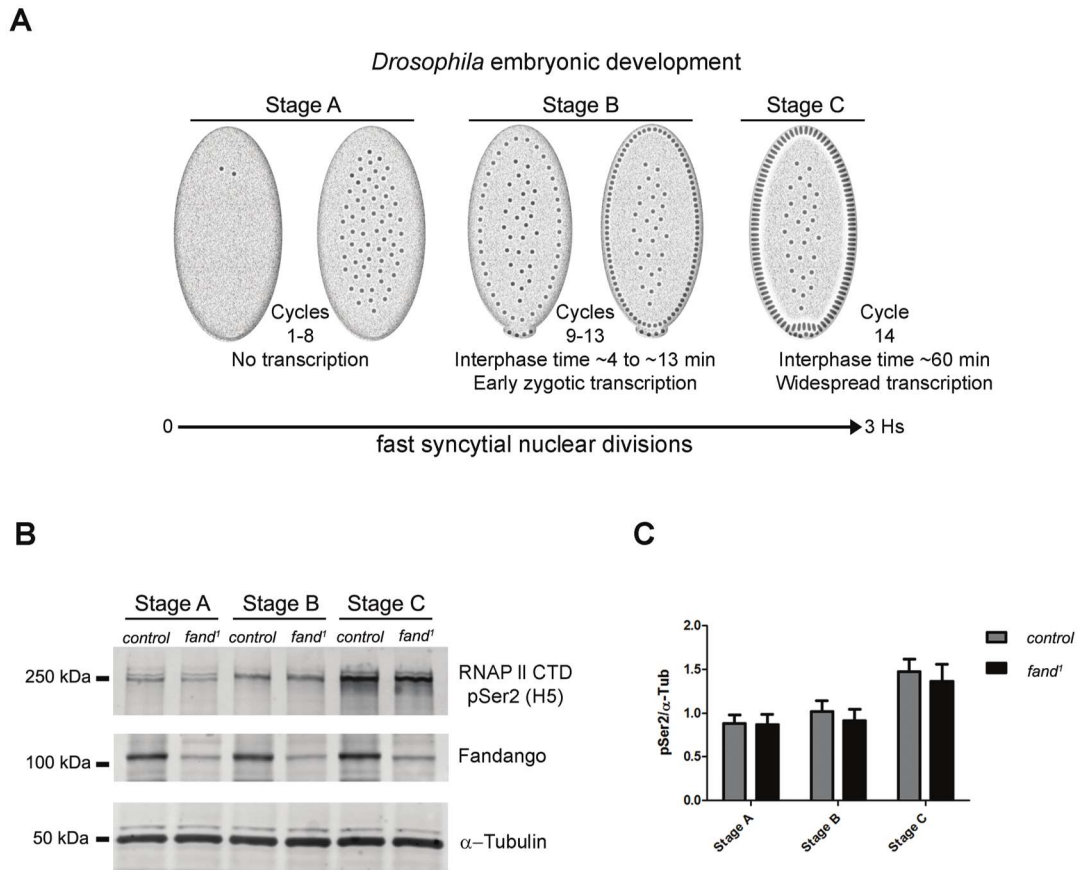 A
Drosophila embryonic development
Stage A
Stage B
Stage C
Cycles
1-8
No transcription
Cycles
9-13
Interphase time ~4 to ~13 min
Early zygotic transcription
Cycle
14
Interphase time ~60 min
Widespread transcription
0
3 Hs
fast syncytial nuclear divisions
B
Stage A Stage B Stage C
control fand¹ control fand¹ control fand¹
250 kDa
RNAP II CTD
pSer2 (H5)
100 kDa
Fandango
50 kDa
α–Tubulin
C
pSer2/α-Tub
2.0
1.5
1.0
0.5
0.0
Stage A
Stage B
Stage C
control
fand¹